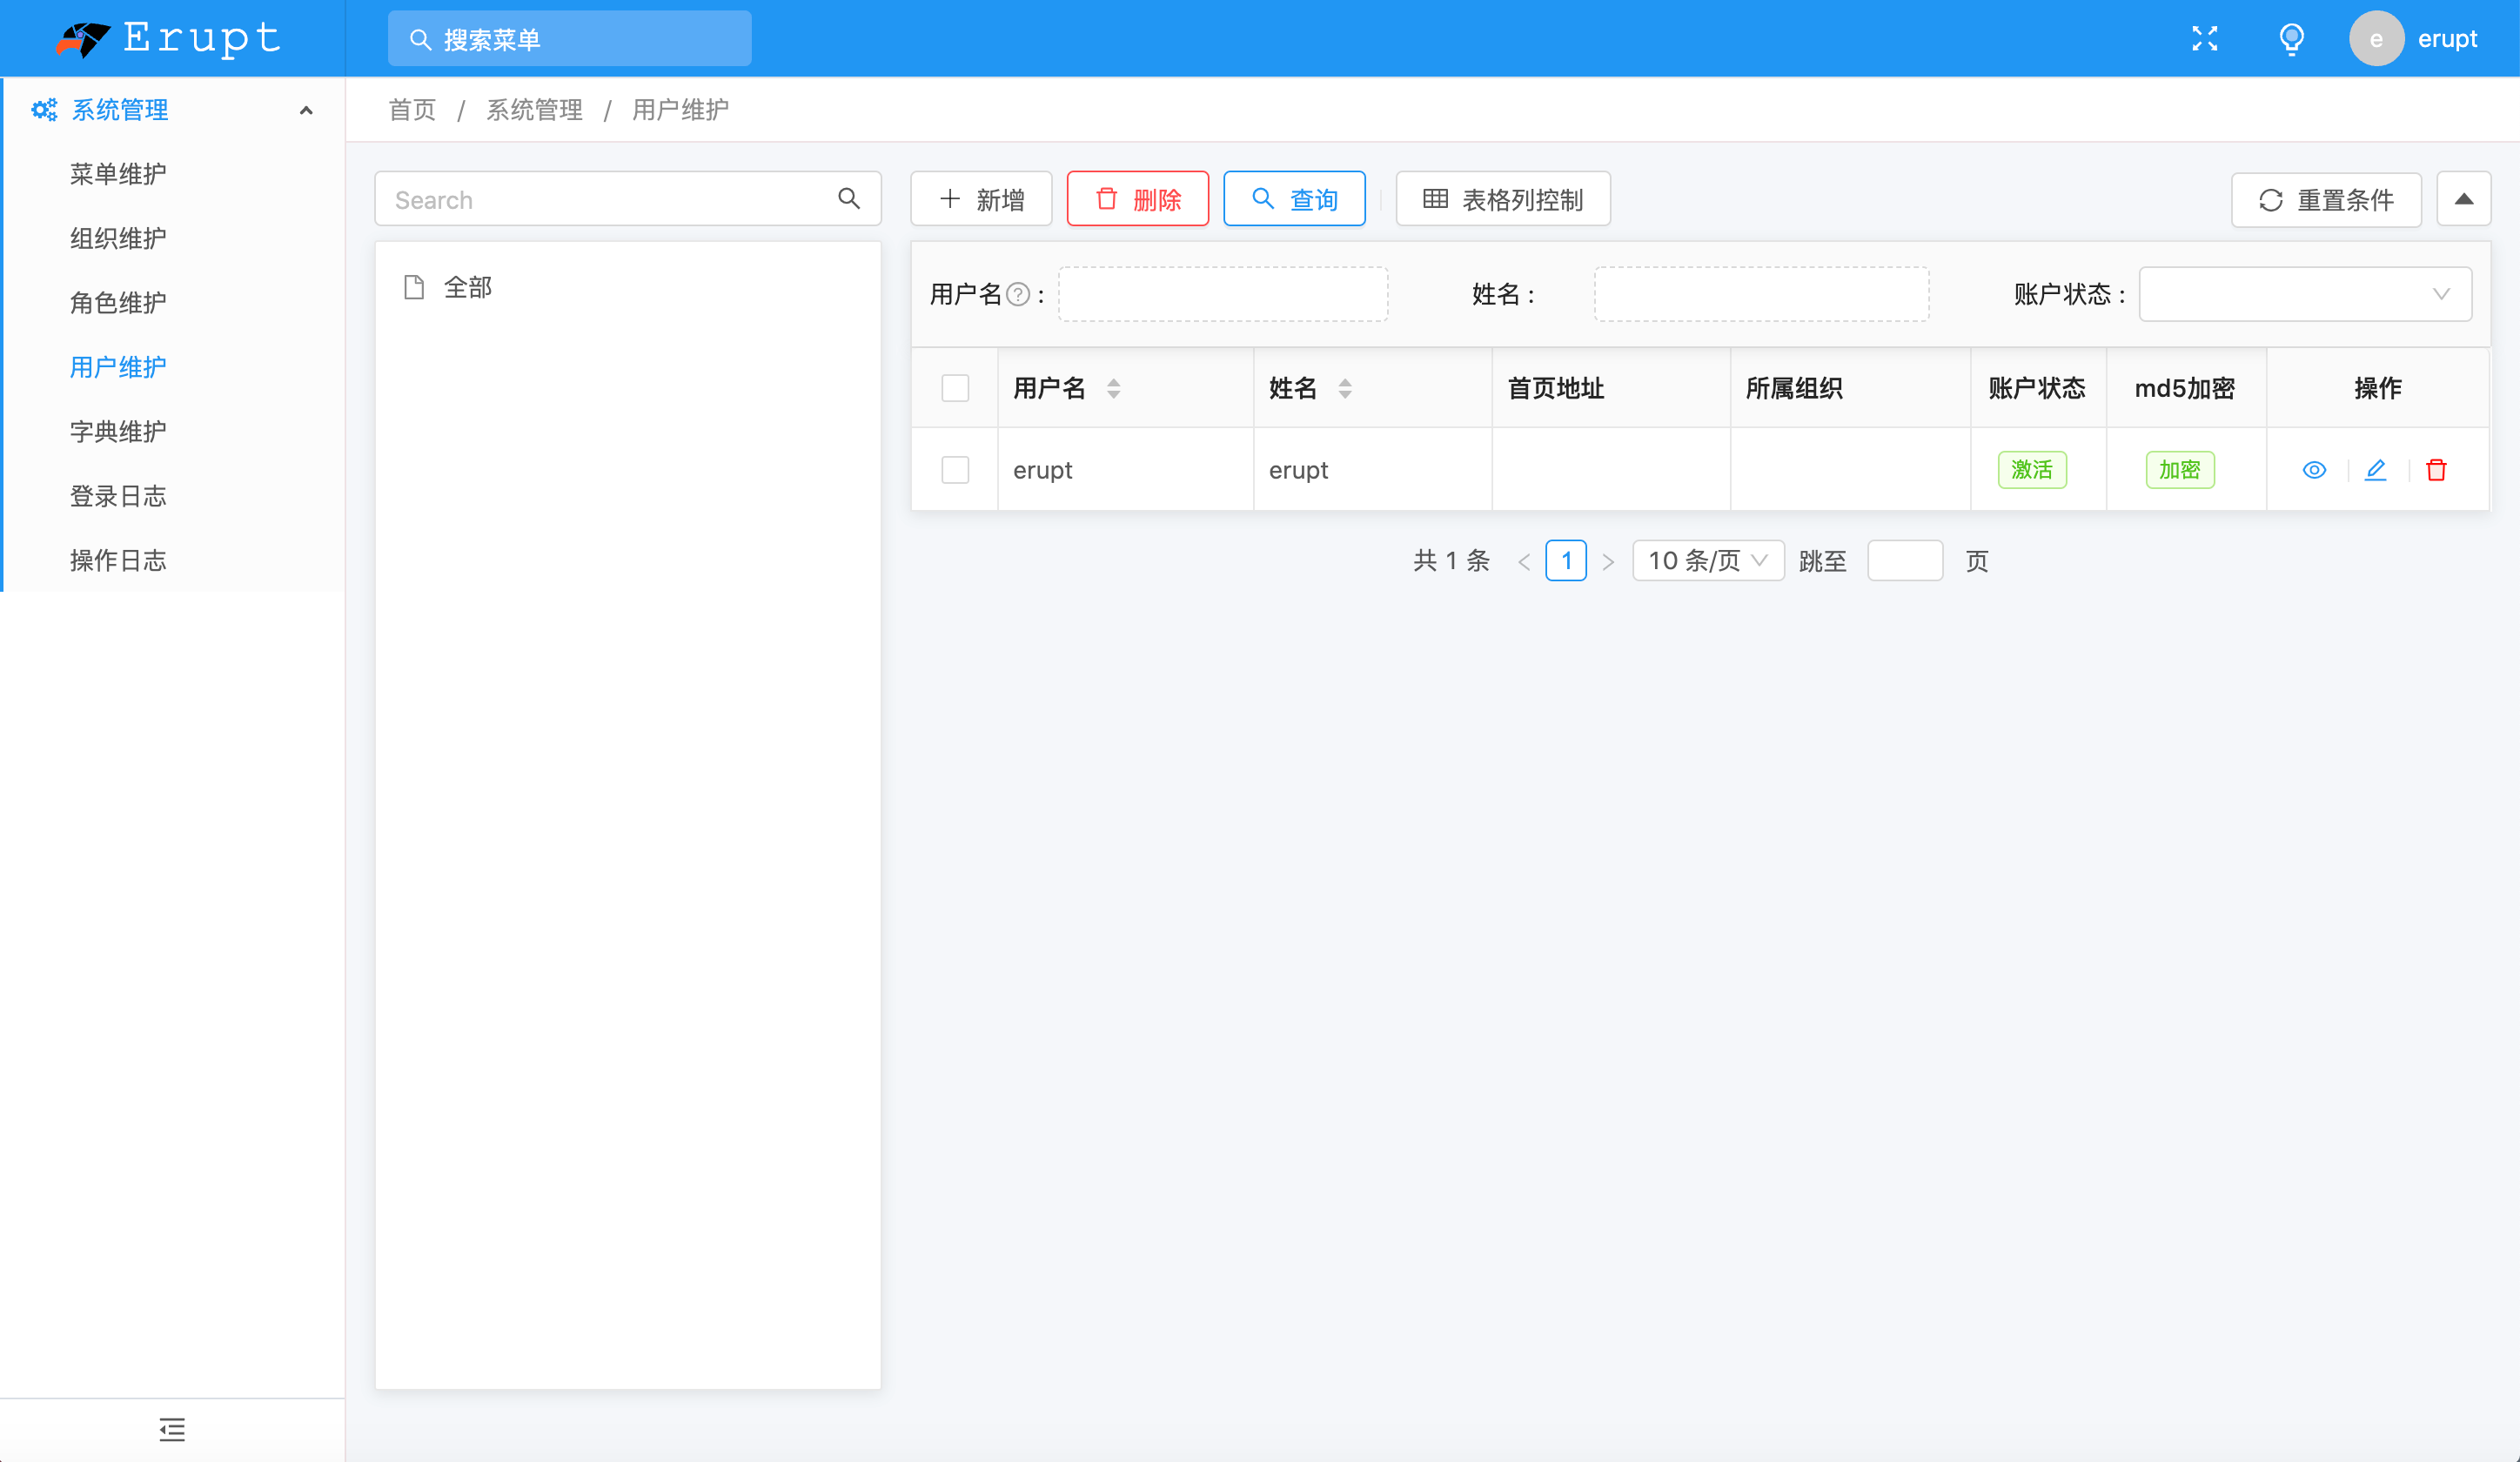 Erupt
搜索菜单
e
erupt
系统管理
菜单维护
组织维护
角色维护
用户维护
字典维护
登录日志
操作日志
首页 / 系统管理 / 用户维护
Search
全部
新增
删除
查询
表格列控制
重置条件
用户名?:
姓名:
账户状态:
用户名 姓名 首页地址 所属组织 账户状态 md5加密 操作
erupt erupt 激活 加密
共 1 条 < 1 > 10 条/页 跳至 页